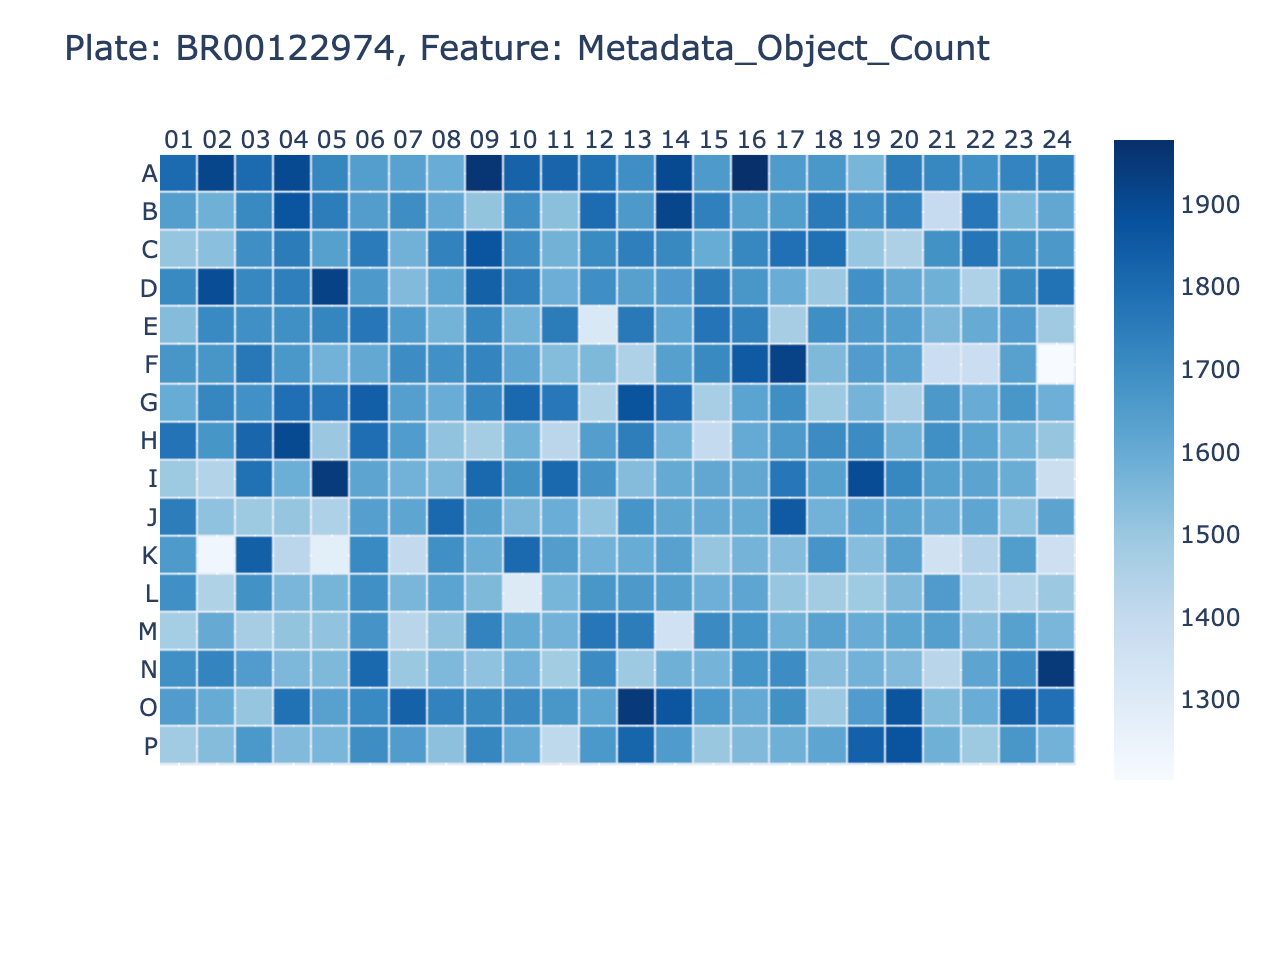 Plate: BR00122974, Feature: Metadata_Object_Count
01 02 03 04 05 06 07 08 09 10 11 12 13 14 15 16 17 18 19 20 21 22 23 24
A
B
C
D
E
F
G
H
I
J
K
L
M
N
O
P
1900
1800
1700
1600
1500
1400
1300